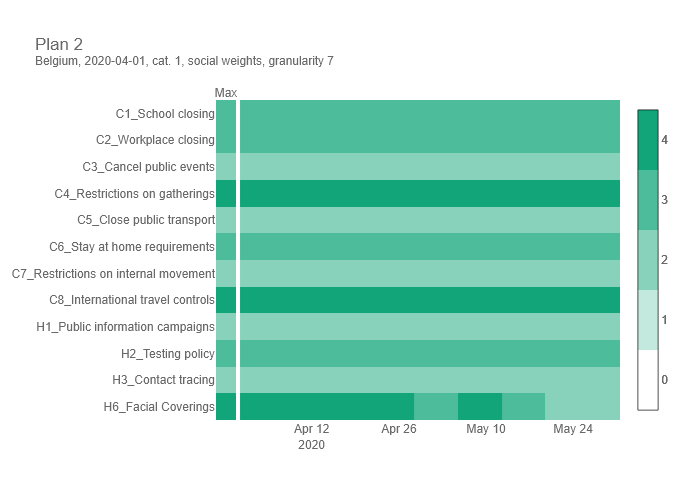 Plan 2
Belgium, 2020-04-01, cat. 1, social weights, granularity 7
Max
C1_School closing
C2_Workplace closing
C3_Cancel public events
C4_Restrictions on gatherings
C5_Close public transport
C6_Stay at home requirements
C7_Restrictions on internal movement
C8_International travel controls
H1_Public information campaigns
H2_Testing policy
H3_Contact tracing
H6_Facial Coverings
Apr 12
2020
Apr 26
May 10
May 24
4
3
2
1
0